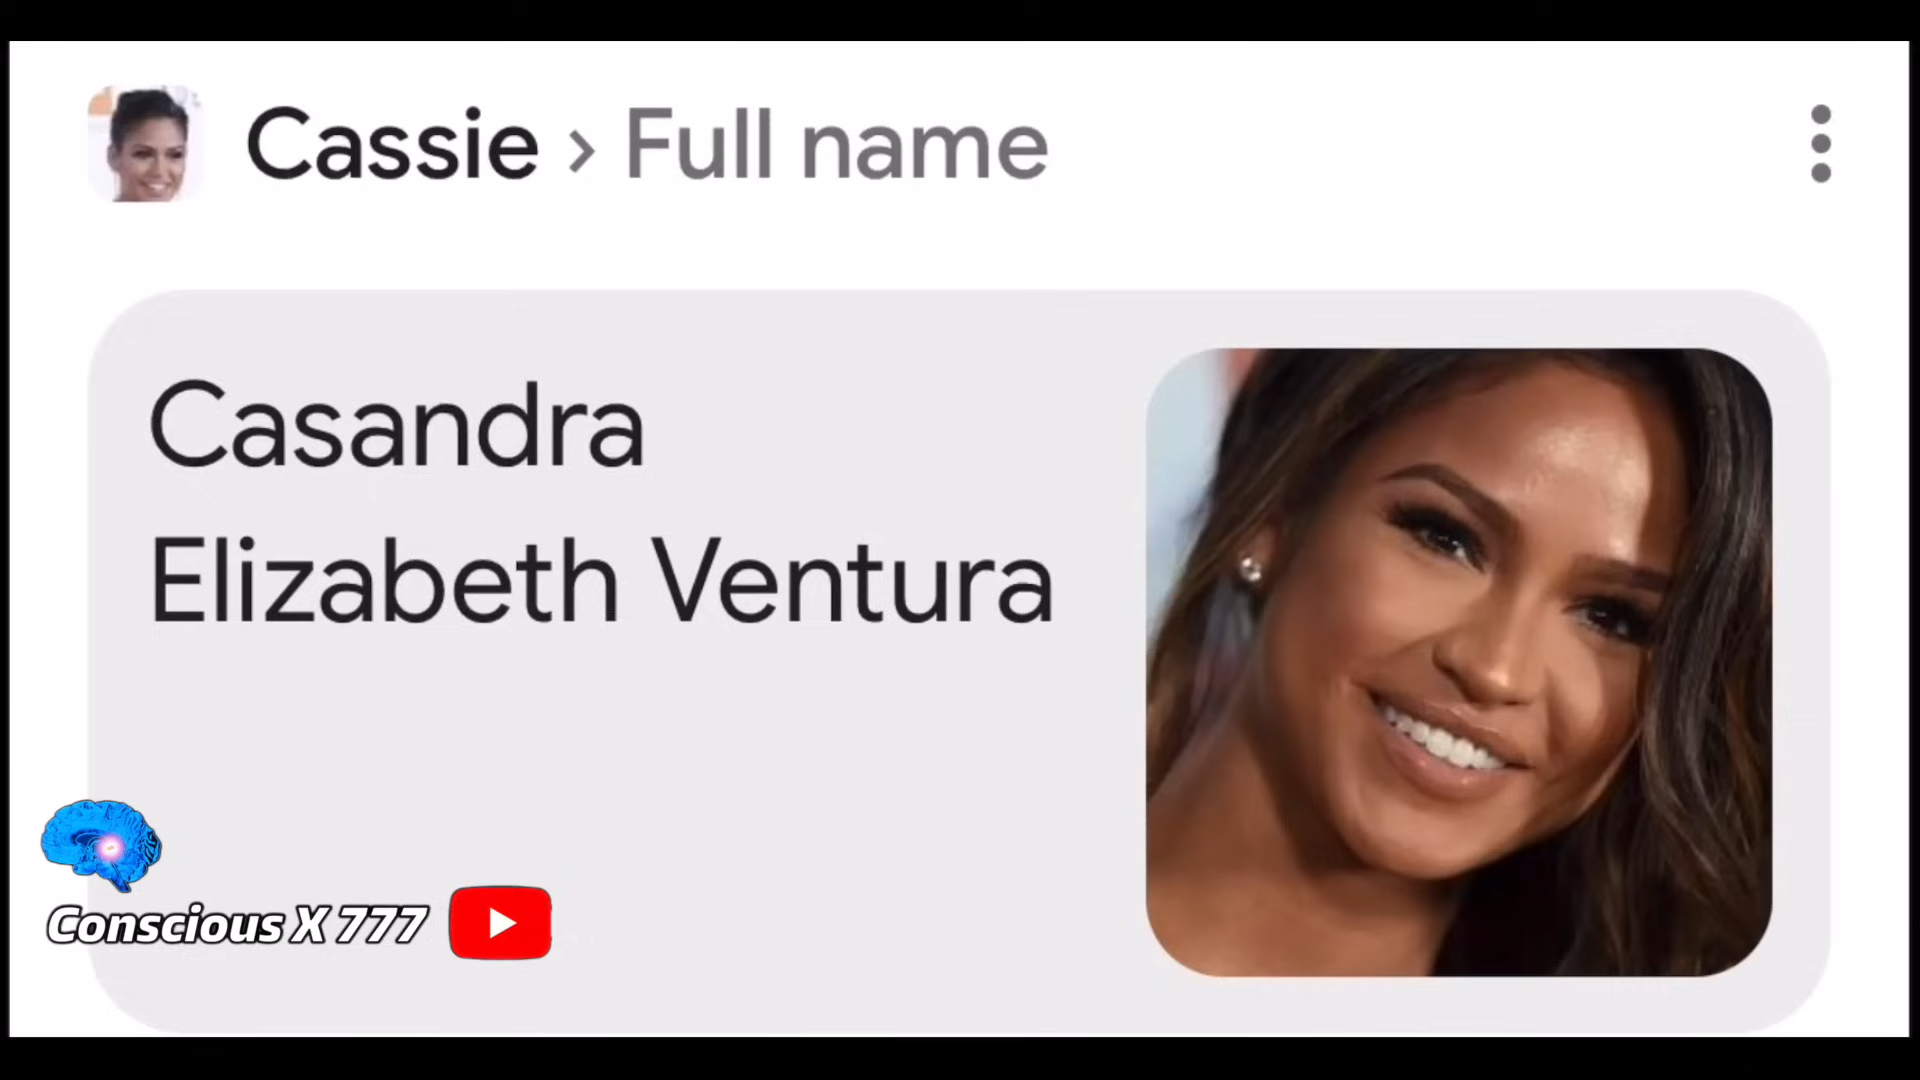 Cassie › Full name
Casandra
Elizabeth Ventura
Conscious X 777